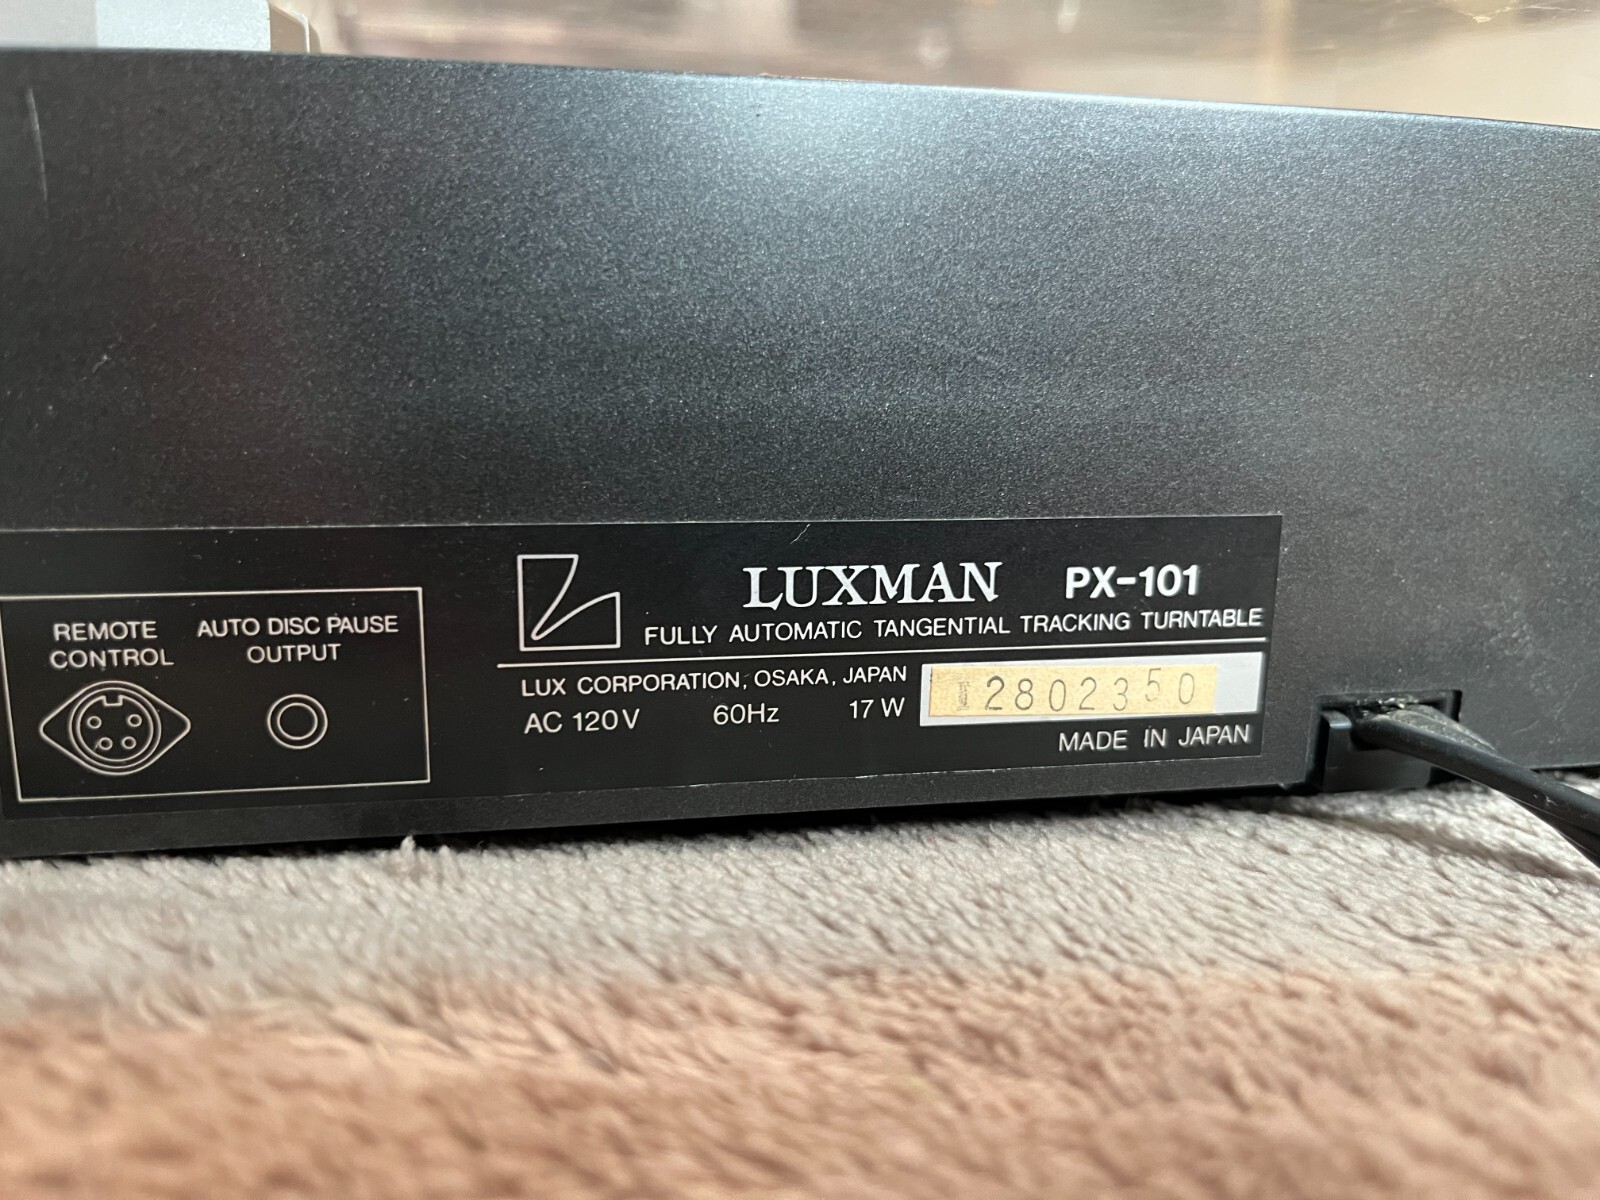 REMOTE CONTROL
AUTO DISC PAUSE OUTPUT
LUXMAN PX-101
FULLY AUTOMATIC TANGENTIAL TRACKING TURNTABLE
LUX CORPORATION, OSAKA, JAPAN
AC 120V 60Hz 17 W
2802350
MADE IN JAPAN